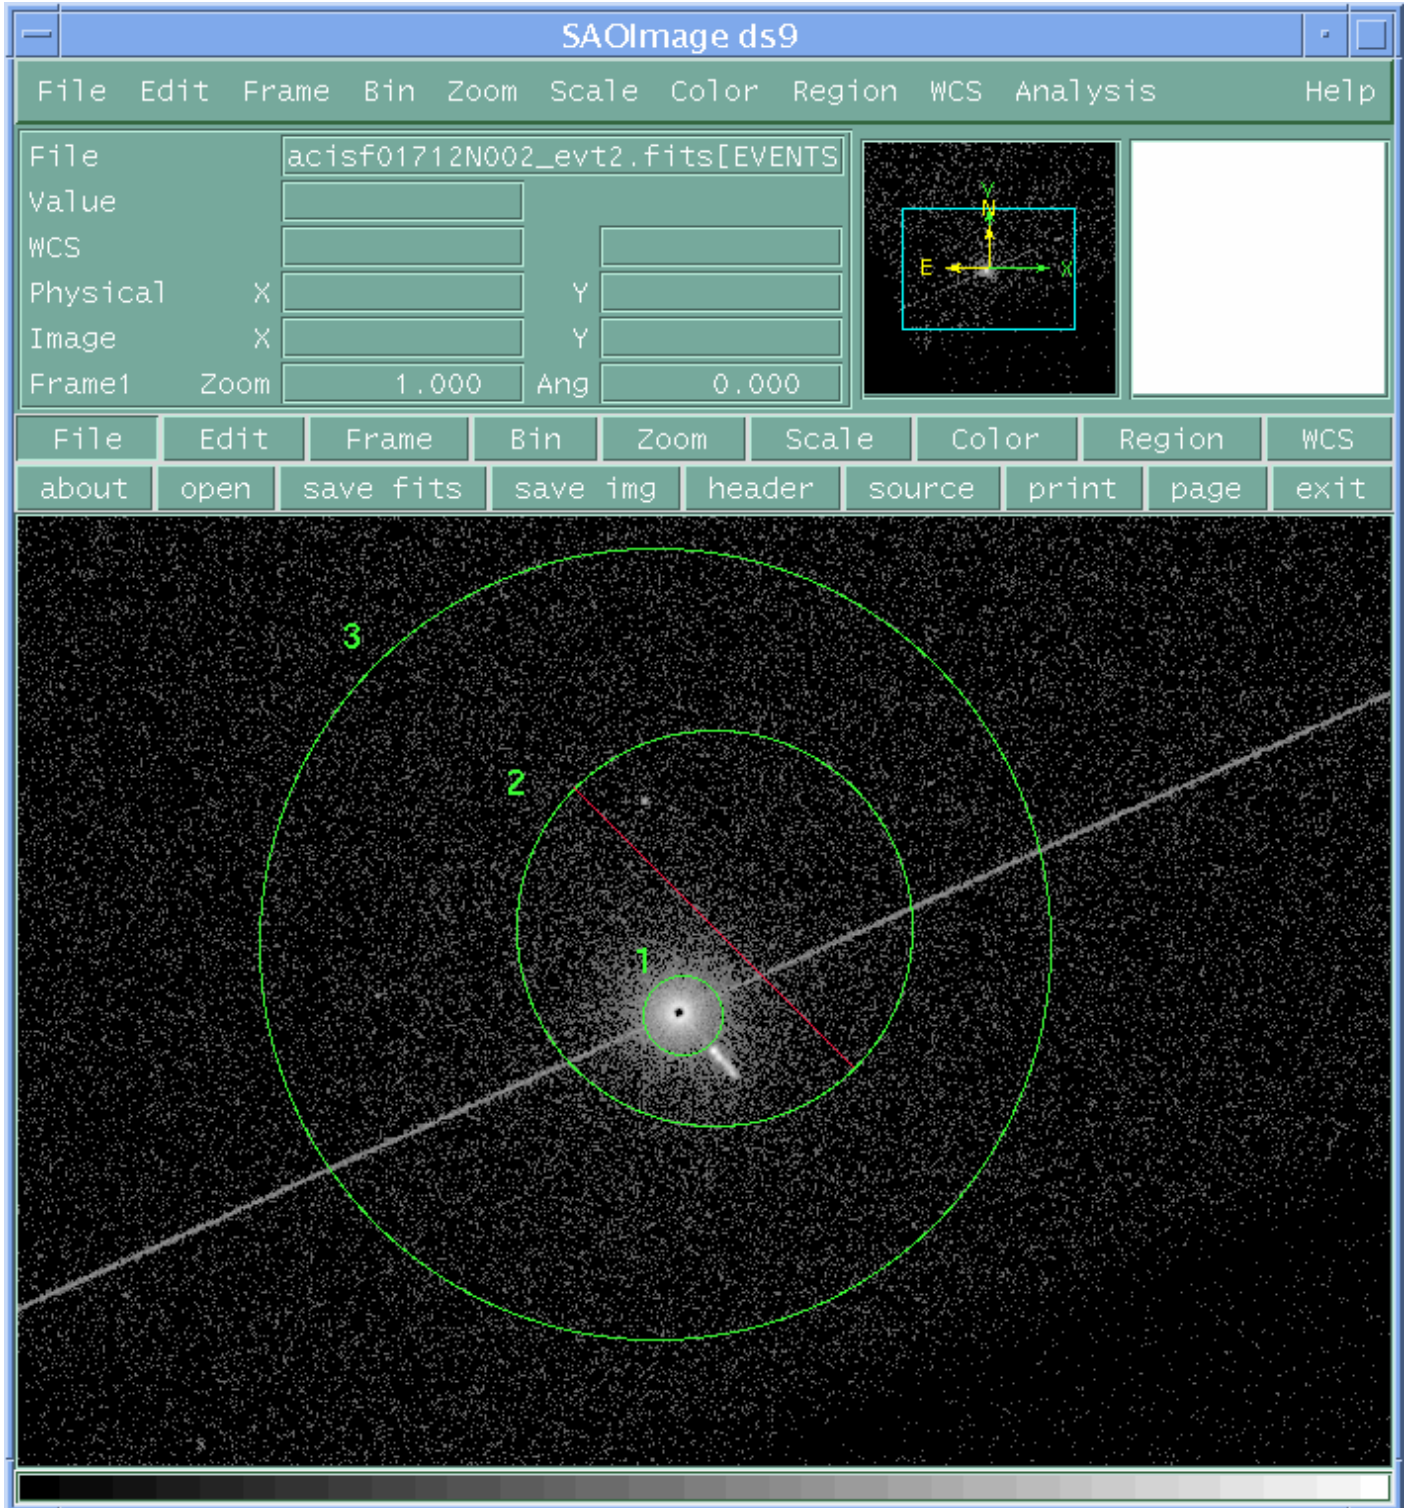 SAOImage ds9
File Edit Frame Bin Zoom Scale Color Region WCS Analysis Help
File acisf01712N002_evt2.fits[EVENTS
Value
WCS
Physical X Y
Image X Y
Frame1 Zoom 1.000 Ang 0.000
Y
N
E X
File Edit Frame Bin Zoom Scale Color Region WCS
about open save fits save img header source print page exit
3
2
1